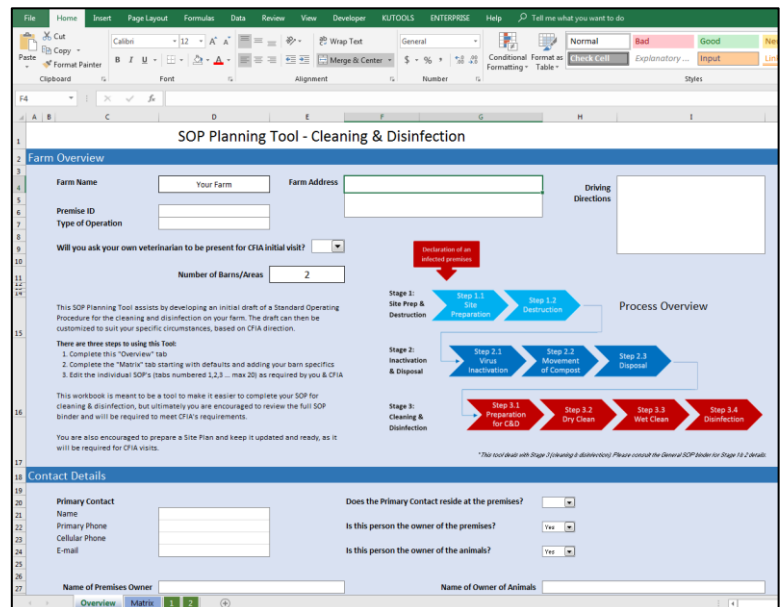 File Home Insert Page Layout Formulas Data Review View Developer KUTOOLS ENTERPRISE Help Tell me what you want to do
Cut
Copy
Format Painter
Paste
Calibri 12
Wrap Text
Merge & Center
General
Conditional Formatting
Format as Table
Normal Bad Good
Check Cell Explanatory ... Input
Clipboard Font Alignment Number Styles
F4
A B C D E F G H I
SOP Planning Tool - Cleaning & Disinfection
Farm Overview
Farm Name Your Farm Farm Address Driving Directions
Premise ID
Type of Operation
Will you ask your own veterinarian to be present for CFIA initial visit?
Number of Barns/Areas 2
Declaration of an infected premises
Process Overview
Stage 1: Site Prep & Destruction
Step 1.1 Site Preparation
Step 1.2 Destruction
Stage 2: Inactivation & Disposal
Step 2.1 Virus Inactivation
Step 2.2 Movement of Compost
Step 2.3 Disposal
Stage 3: Cleaning & Disinfection
Step 3.1 Preparation for C&D
Step 3.2 Dry Clean
Step 3.3 Wet Clean
Step 3.4 Disinfection
This SOP Planning Tool assists by developing an initial draft of a Standard Operating
Procedure for the cleaning and disinfection on your farm. The draft can then be
customized to suit your specific circumstances, based on CFIA direction.
There are three steps to using this Tool:
1. Complete this "Overview" tab
2. Complete the "Matrix" tab starting with defaults and adding your barn specifics
3. Edit the individual SOP's (tabs numbered 1,2,3 ... max 20) as required by you & CFIA
This workbook is meant to be a tool to make it easier to complete your SOP for
cleaning & disinfection, but ultimately you are encouraged to review the full SOP
binder and will be required to meet CFIA's requirements.
You are also encouraged to prepare a Site Plan and keep it updated and ready, as it
will be required for CFIA visits.
* This tool deals with Stage 3 (cleaning & disinfection). Please consult the General SOP binder for Stage 1 & 2 details.
Contact Details
Primary Contact
Name
Primary Phone
Cellular Phone
E-mail
Does the Primary Contact reside at the premises?
Is this person the owner of the premises? Yes
Is this person the owner of the animals? Yes
Name of Premises Owner Name of Owner of Animals
Overview Matrix 1 2